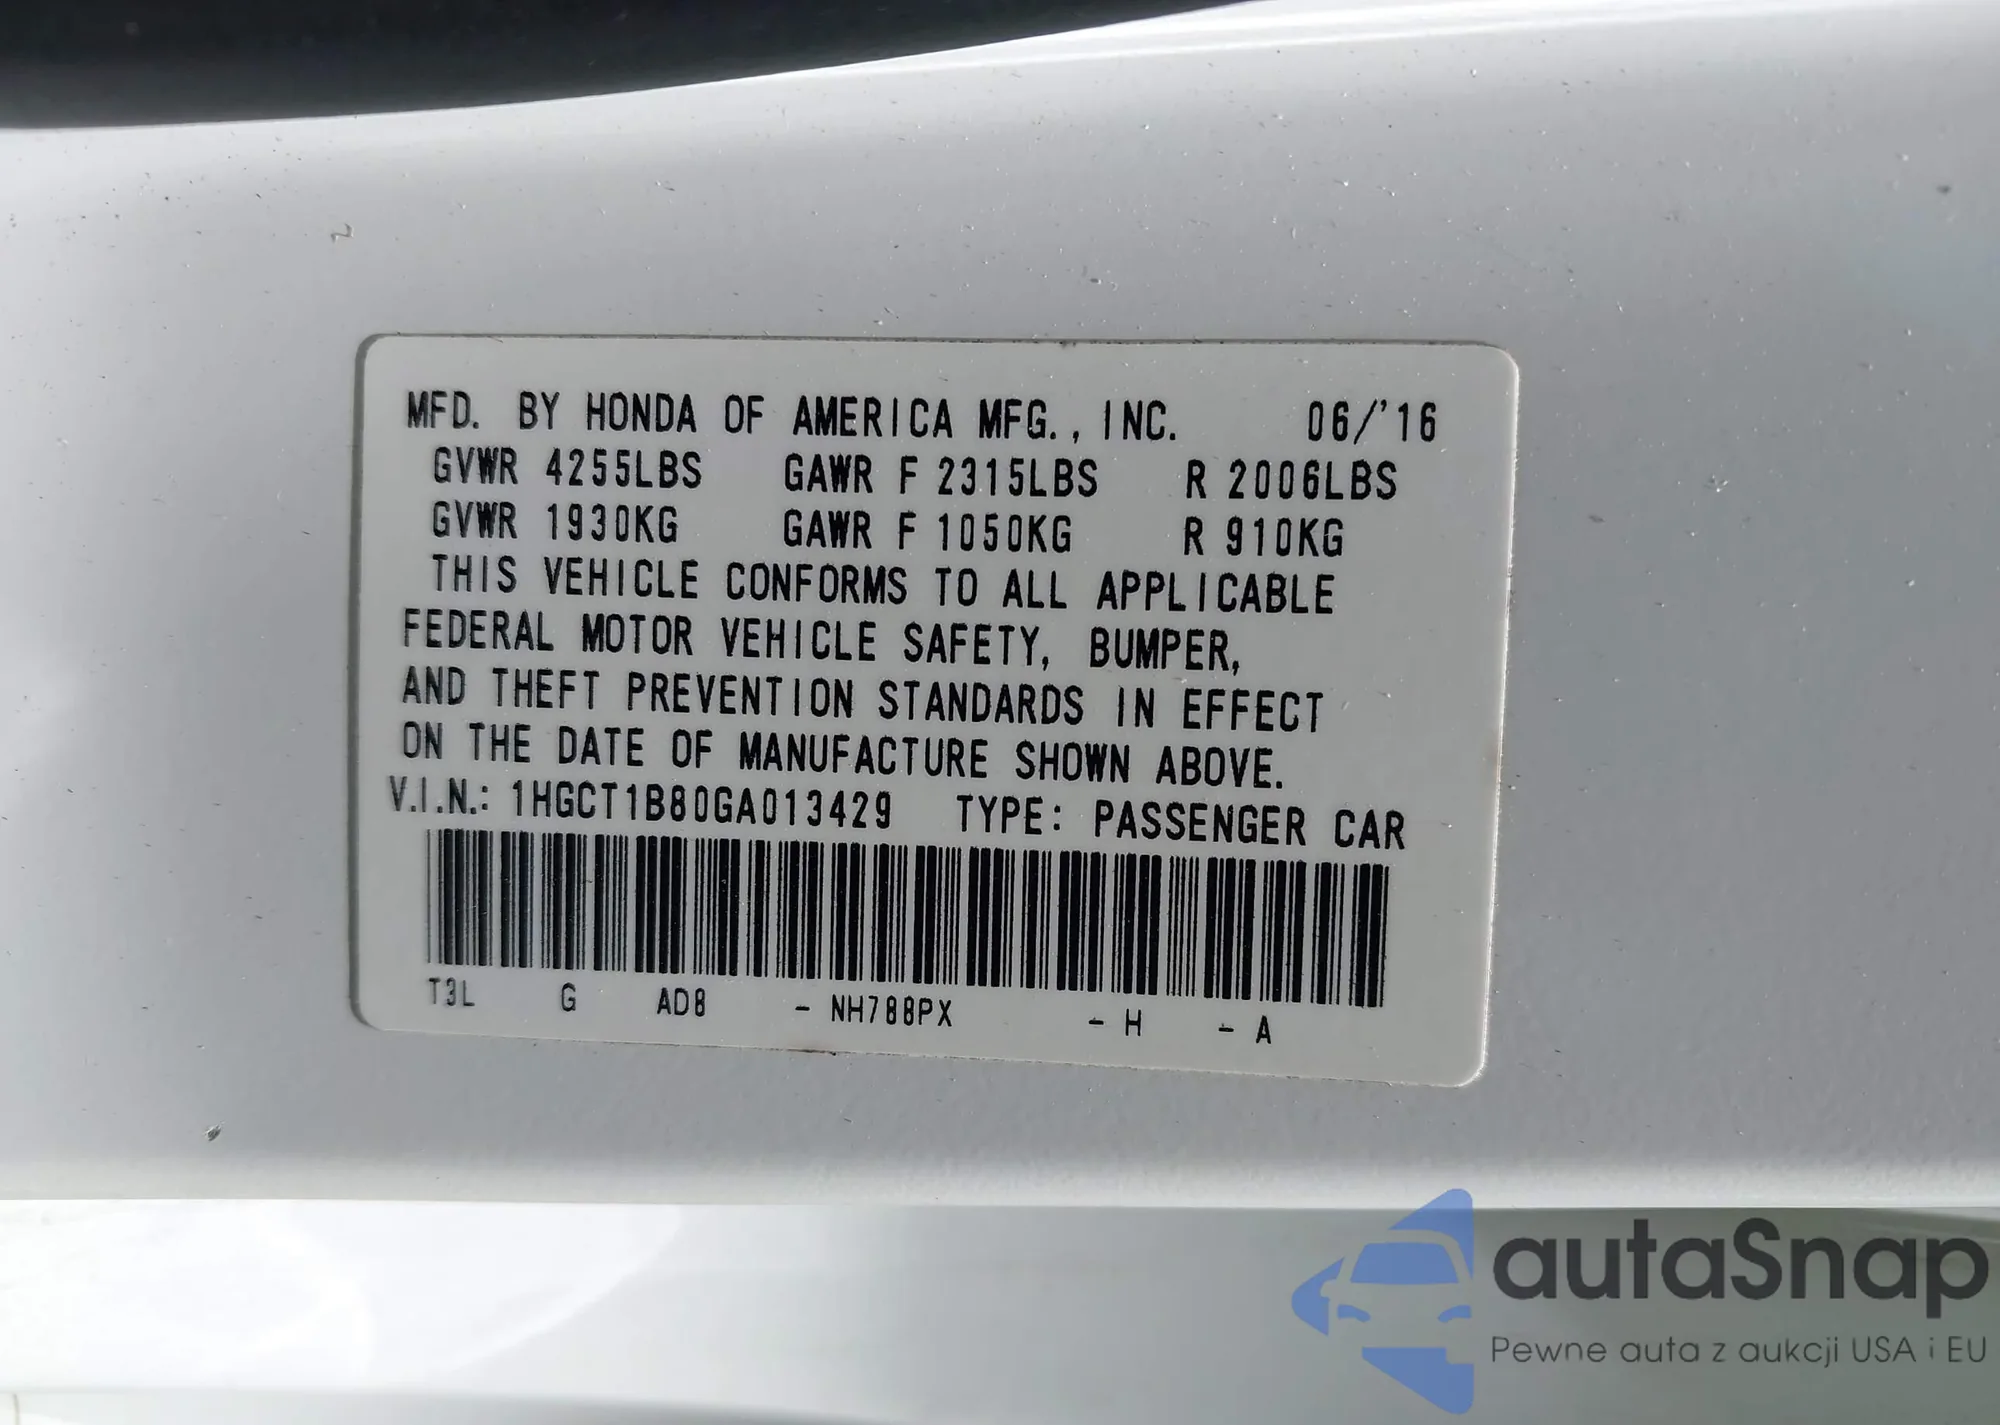 MFD. BY HONDA OF AMERICA MFG., INC. 06/'16
GVWR 4255LBS GAWR F 2315LBS R 2006LBS
GVWR 1930KG GAWR F 1050KG R 910KG
THIS VEHICLE CONFORMS TO ALL APPLICABLE
FEDERAL MOTOR VEHICLE SAFETY, BUMPER,
AND THEFT PREVENTION STANDARDS IN EFFECT
ON THE DATE OF MANUFACTURE SHOWN ABOVE.
V.I.N.: 1HGCT1B80GA013429 TYPE: PASSENGER CAR
T3L G AD8 - NH788PX - H - A
autaSnap
Pewne auta z aukcji USA i EU